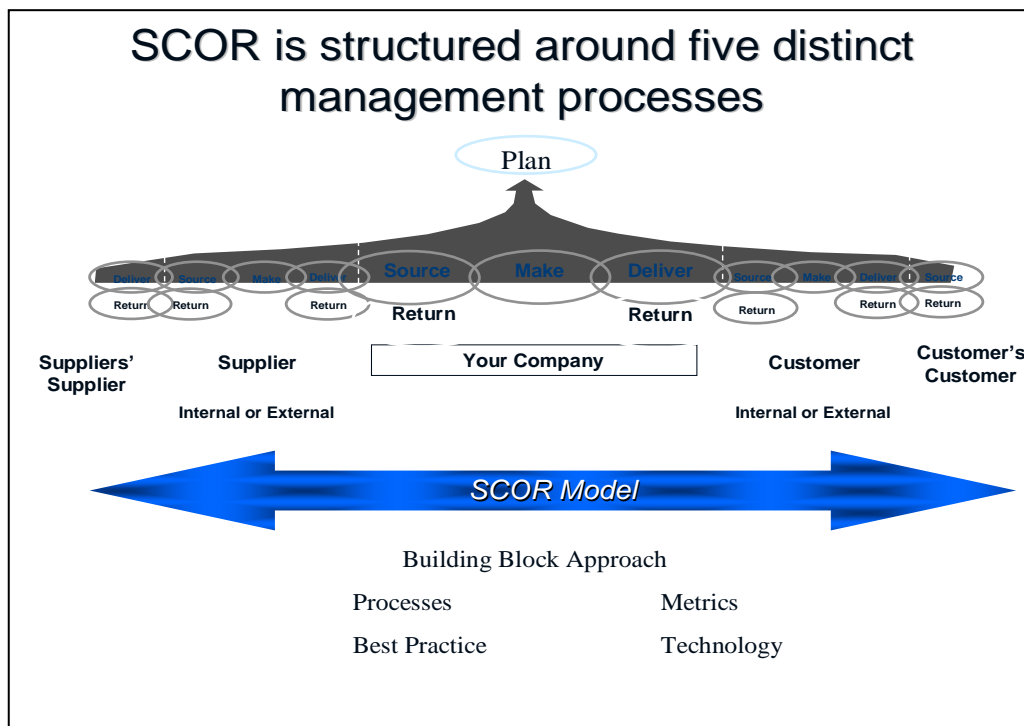 SCOR is structured around five distinct
management processes
Plan
Deliver Source Make Deliver Source Make Deliver Source Make Deliver Source
Return Return Return Return Return Return Return Return
Suppliers' Supplier Your Company Customer Customer's
Supplier Customer
Internal or External Internal or External
SCOR Model
Building Block Approach
Processes Metrics
Best Practice Technology